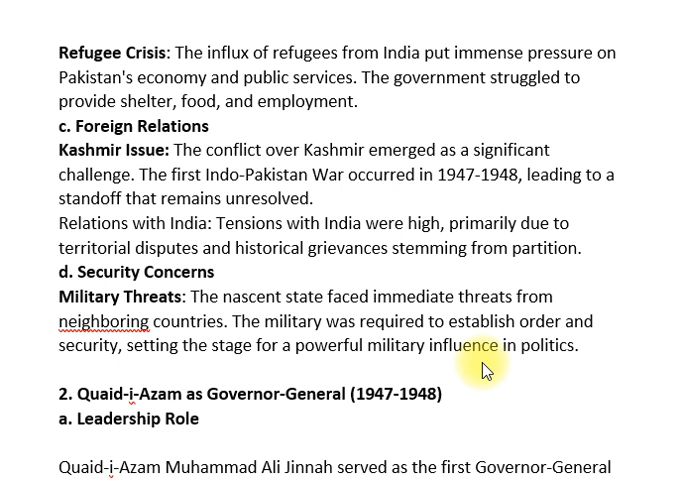 Refugee Crisis: The influx of refugees from India put immense pressure on
Pakistan's economy and public services. The government struggled to
provide shelter, food, and employment.
c. Foreign Relations
Kashmir Issue: The conflict over Kashmir emerged as a significant
challenge. The first Indo-Pakistan War occurred in 1947-1948, leading to a
standoff that remains unresolved.
Relations with India: Tensions with India were high, primarily due to
territorial disputes and historical grievances stemming from partition.
d. Security Concerns
Military Threats: The nascent state faced immediate threats from
neighboring countries. The military was required to establish order and
security, setting the stage for a powerful military influence in politics.
2. Quaid-i-Azam as Governor-General (1947-1948)
a. Leadership Role
Quaid-i-Azam Muhammad Ali Jinnah served as the first Governor-General